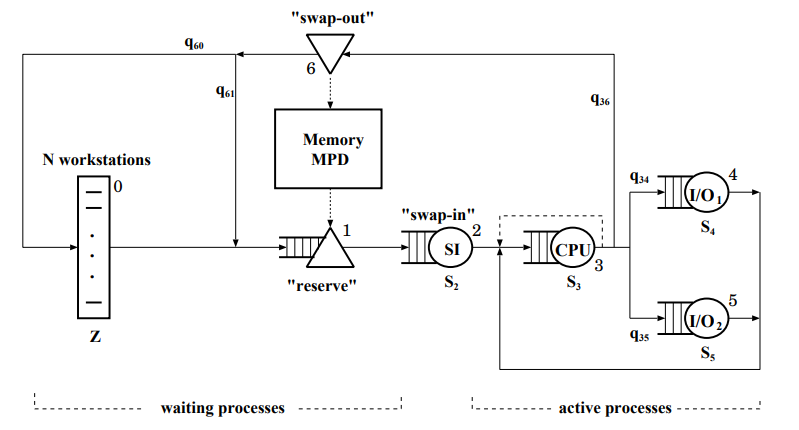 "swap-out"
q60
6
q61
q36
Memory
MPD
N workstations
0
q34
4
I/O1
S4
"swap-in"
1
2
SI
S2
CPU
3
S3
"reserve"
5
I/O2
q35
S5
Z
waiting processes
active processes